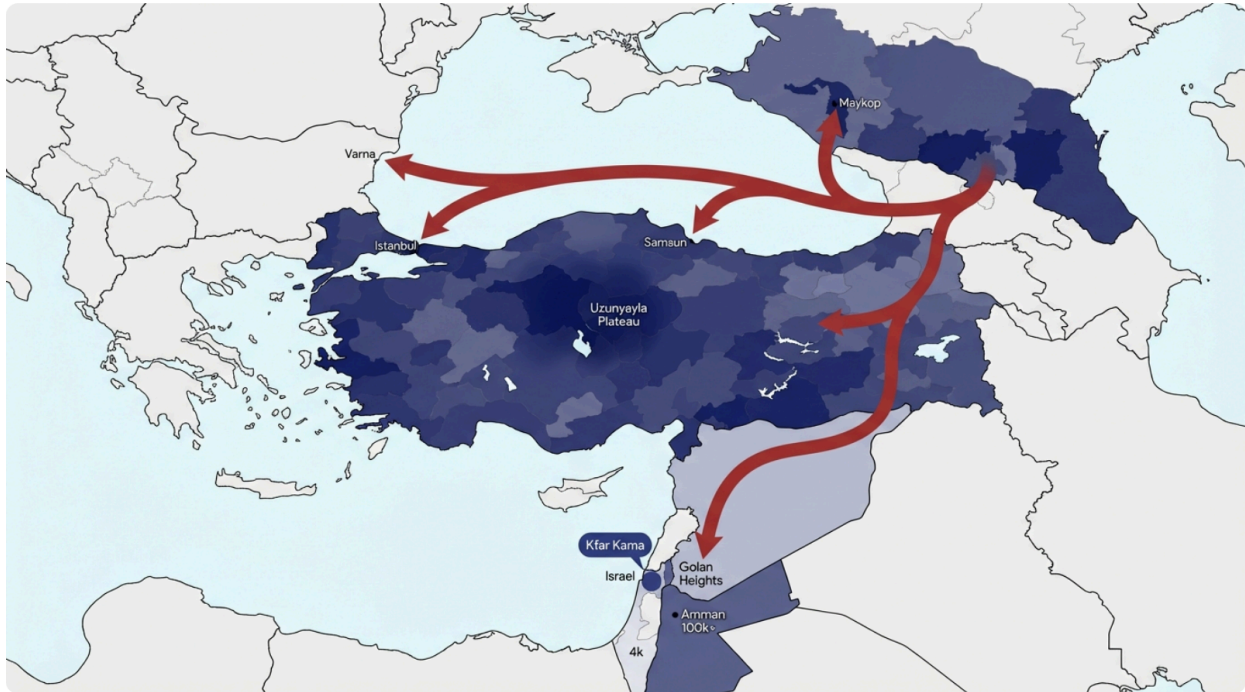 Maykop
Varna
Istanbul
Samsun
Uzunyayla
Plateau
Kfar Kama
Israel
Golan
Heights
Amman
100k
4k